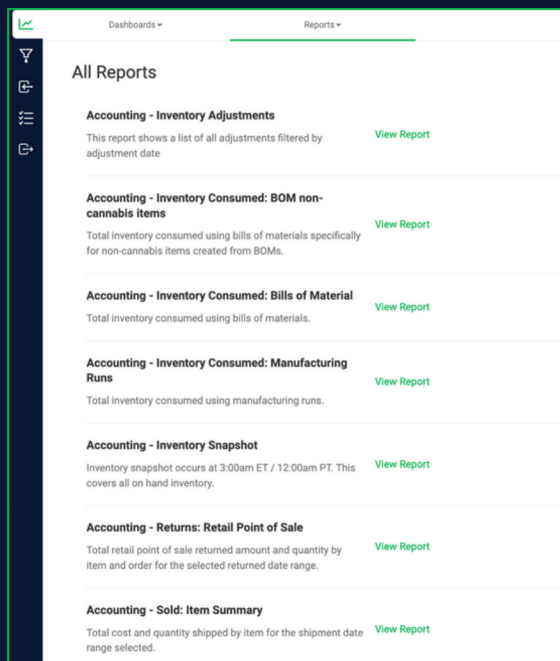 Dashboards
Reports
All Reports
Accounting - Inventory Adjustments
This report shows a list of all adjustments filtered by
adjustment date
View Report
Accounting - Inventory Consumed: BOM non-
cannabis items
Total inventory consumed using bills of materials specifically
for non-cannabis items created from BOMs.
View Report
Accounting - Inventory Consumed: Bills of Material
Total inventory consumed using bills of materials.
View Report
Accounting - Inventory Consumed: Manufacturing
Runs
Total inventory consumed using manufacturing runs.
View Report
Accounting - Inventory Snapshot
Inventory snapshot occurs at 3:00am ET / 12:00am PT. This
covers all on hand inventory.
View Report
Accounting - Returns: Retail Point of Sale
Total retail point of sale returned amount and quantity by
item and order for the selected returned date range.
View Report
Accounting - Sold: Item Summary
Total cost and quantity shipped by item for the shipment date
range selected.
View Report